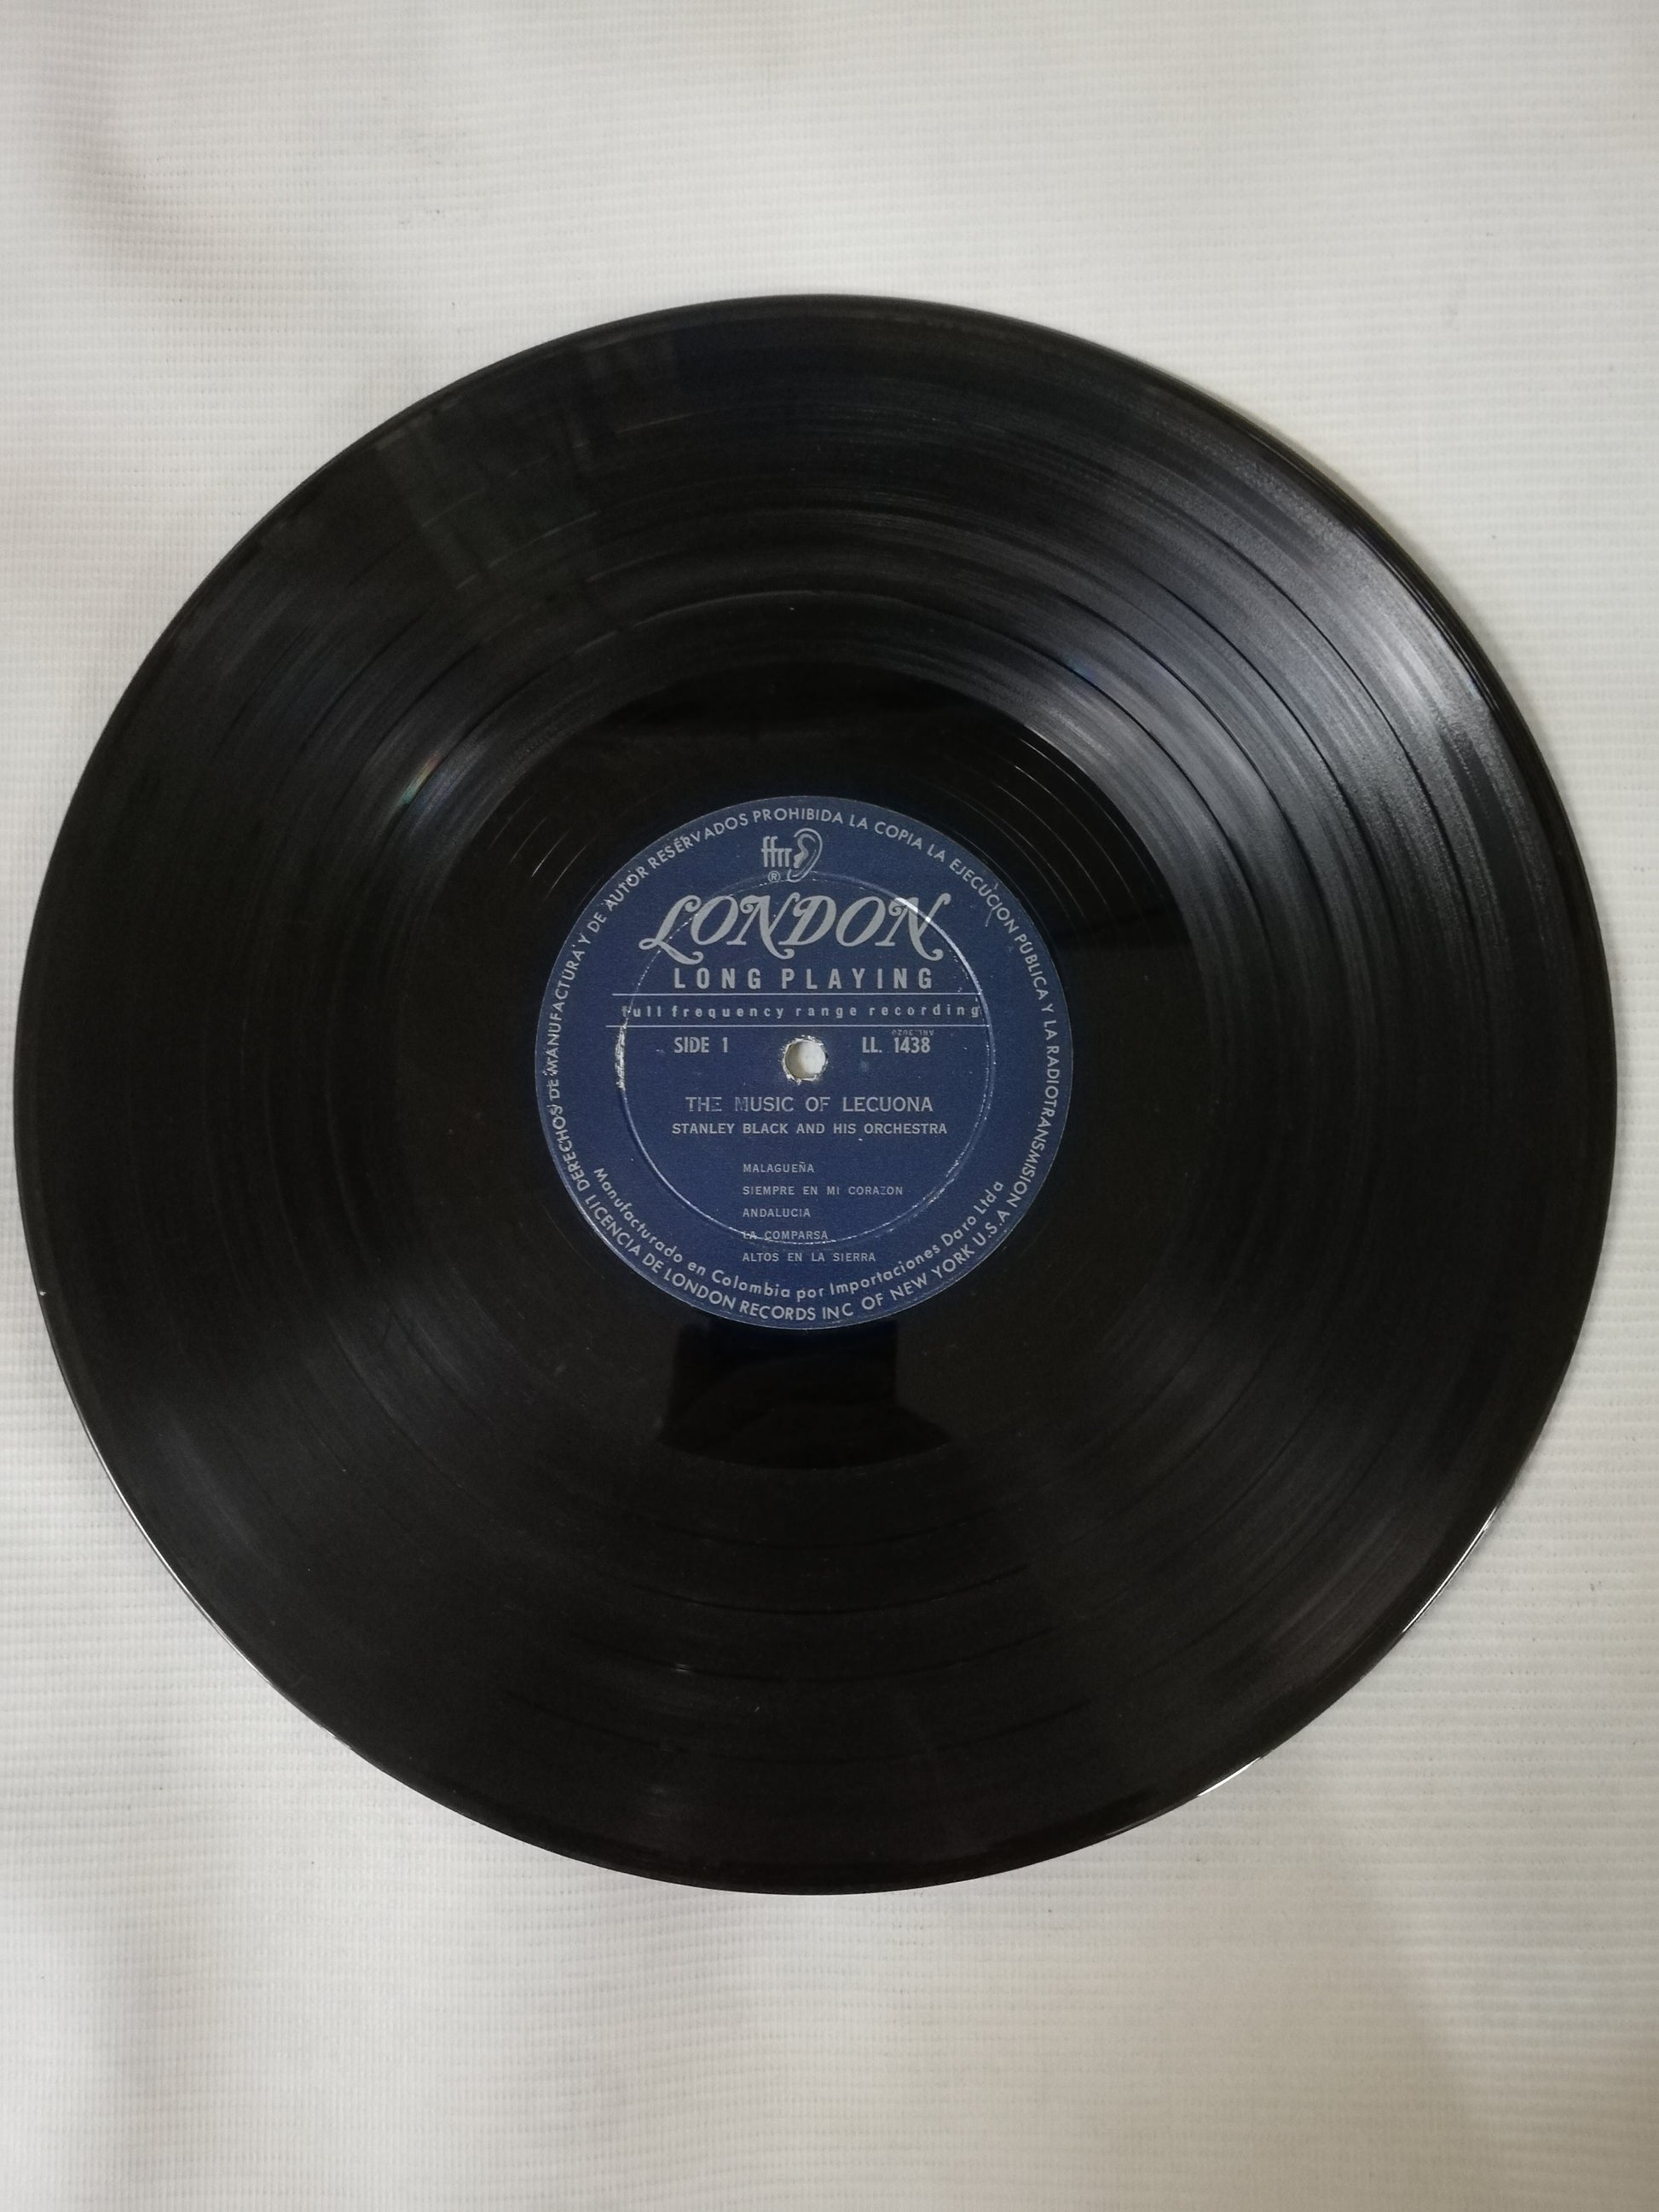 DERECHOS DE MANUFACTURA Y DE AUTOR RESERVADOS PROHIBIDA LA COPIA LA EJECUCION PUBLICA Y LA RADIOTRANSMISION
ffrr
®
LONDON
LONG PLAYING
full frequency range recording
SIDE 1 LL. 1438
THE MUSIC OF LECUONA
STANLEY BLACK AND HIS ORCHESTRA
MALAGUEÑA
SIEMPRE EN MI CORAZON
ANDALUCIA
LA COMPARSA
ALTOS EN LA SIERRA
Manufacturado en Colombia por Importaciones Daro Ltda
LICENCIA DE LONDON RECORDS INC OF NEW YORK U.S.A